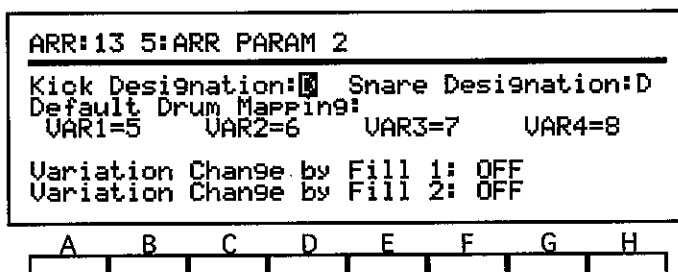 ARR:13 5:ARR PARAM 2
Kick Designation:D Snare Designation:D
Default Drum Mapping:
VAR1=5 VAR2=6 VAR3=7 VAR4=8
Variation Change by Fill 1: OFF
Variation Change by Fill 2: OFF
A B C D E F G H